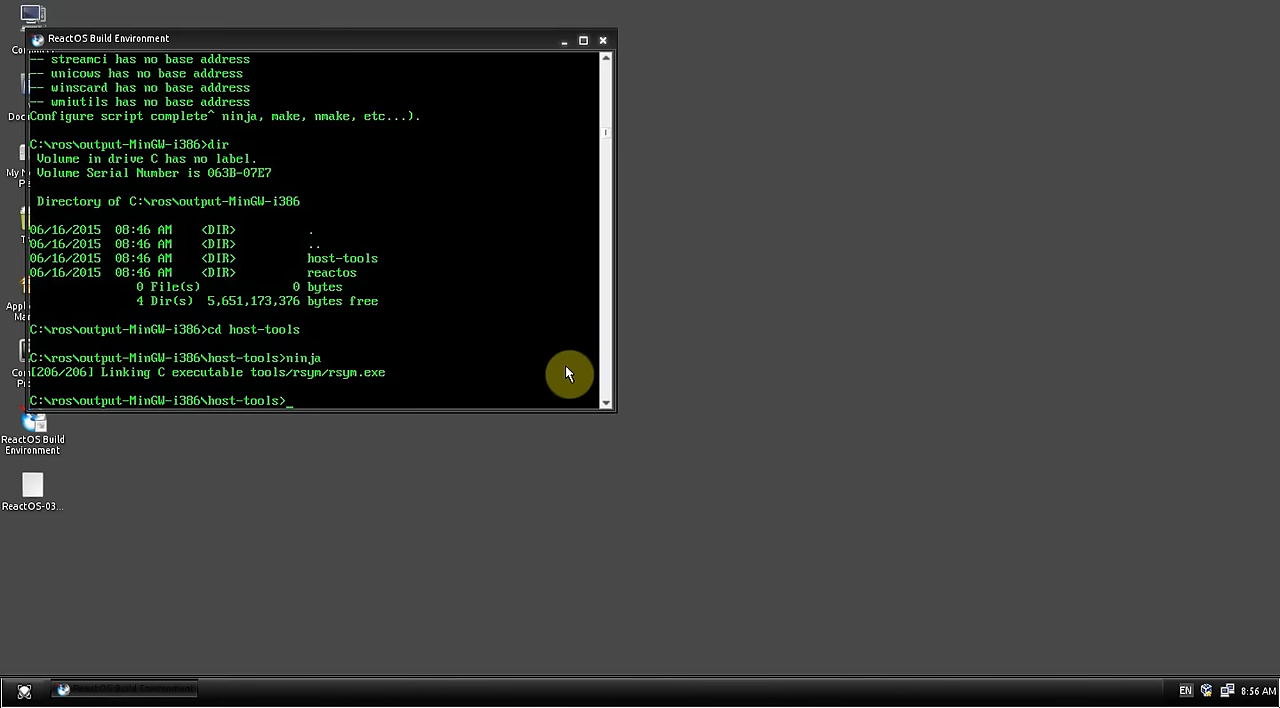 ReactOS Build Environment
-- streamci has no base address
-- unicows has no base address
-- winscard has no base address
-- wmiutils has no base address
Configure script complete^ ninja, make, nmake, etc...).
C:\ros\output-MinGW-i386>dir
Volume in drive C has no label.
Volume Serial Number is 063B-07E7
Directory of C:\ros\output-MinGW-i386
06/16/2015 08:46 AM <DIR> .
06/16/2015 08:46 AM <DIR> ..
06/16/2015 08:46 AM <DIR> host-tools
06/16/2015 08:46 AM <DIR> reactos
0 File(s) 0 bytes
4 Dir(s) 5,651,173,376 bytes free
C:\ros\output-MinGW-i386>cd host-tools
C:\ros\output-MinGW-i386\host-tools>ninja
[206/206] Linking C executable tools/rsym/rsym.exe
C:\ros\output-MinGW-i386\host-tools>_
ReactOS Build
Environment
ReactOS-03...
ReactOS Build Environment
EN
8:56 AM